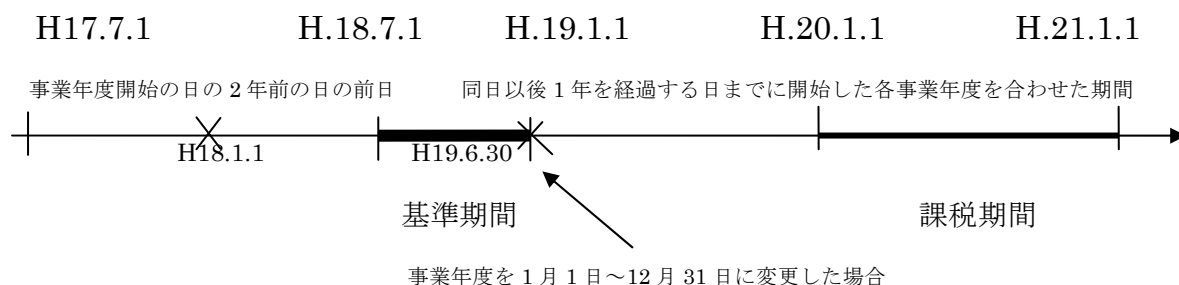 H17.7.1 H.18.7.1 H.19.1.1 H.20.1.1 H.21.1.1
事業年度開始の日の 2 年前の日の前日 同日以後 1 年を経過する日までに開始した各事業年度を合わせた期間
H18.1.1 H19.6.30
基準期間 課税期間
事業年度を 1 月 1 日～12 月 31 日に変更した場合